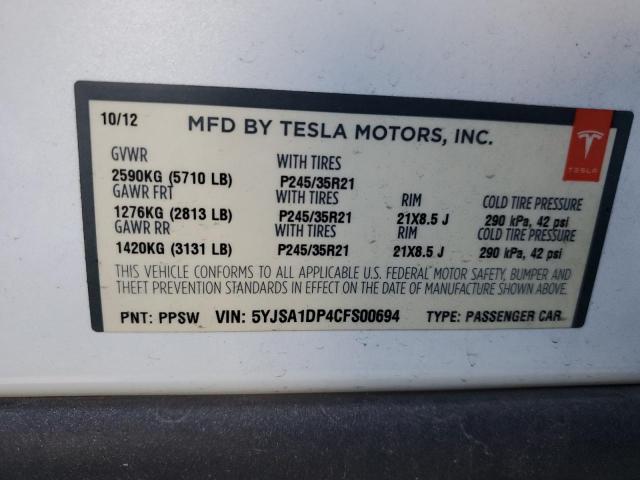 10/12 MFD BY TESLA MOTORS, INC.
TESLA
GVWR WITH TIRES
2590KG (5710 LB) P245/35R21
GAWR FRT WITH TIRES RIM COLD TIRE PRESSURE
1276KG (2813 LB) P245/35R21 21X8.5 J 290 kPa, 42 psi
GAWR RR WITH TIRES RIM COLD TIRE PRESSURE
1420KG (3131 LB) P245/35R21 21X8.5 J 290 kPa, 42 psi
THIS VEHICLE CONFORMS TO ALL APPLICABLE U.S. FEDERAL MOTOR SAFETY, BUMPER AND
THEFT PREVENTION STANDARDS IN EFFECT ON THE DATE OF MANUFACTURE SHOWN ABOVE.
PNT: PPSW VIN: 5YJSA1DP4CFS00694 TYPE: PASSENGER CAR